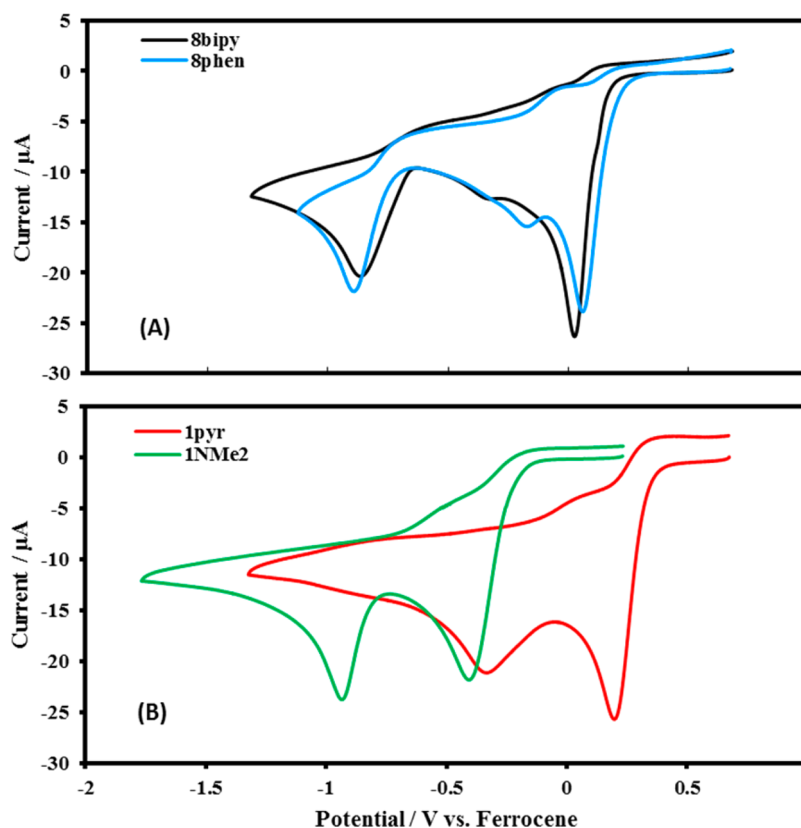 5
8bipy
8phen
0
-5
-10
-15
-20
-25
-30
Current / µA
(A)
5
1pyr
1NMe2
0
-5
-10
-15
-20
-25
-30
Current / µA
(B)
-2 -1.5 -1 -0.5 0 0.5
Potential / V vs. Ferrocene